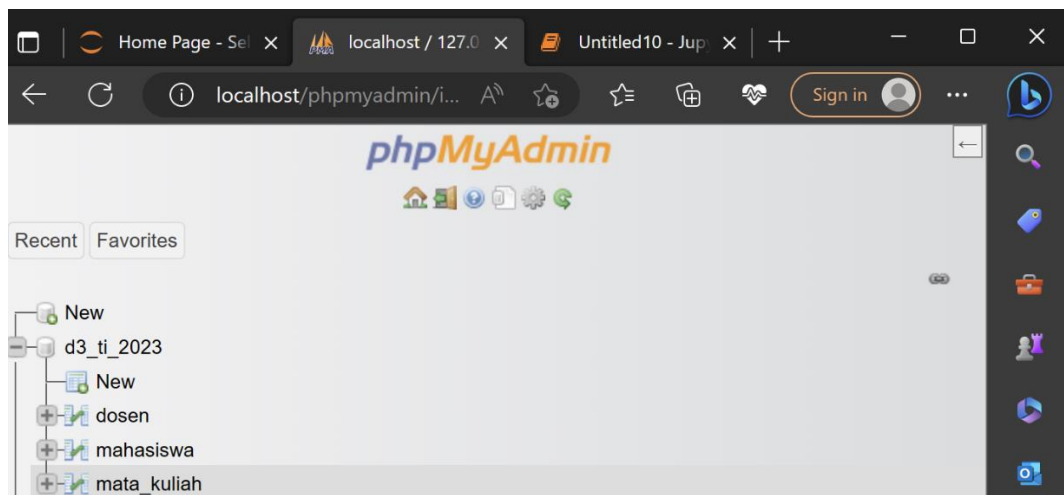 Home Page - Sel
localhost / 127.0
Untitled10 - Jup
localhost/phpmyadmin/i...
Sign in
phpMyAdmin
Recent Favorites
New
d3_ti_2023
New
dosen
mahasiswa
mata_kuliah